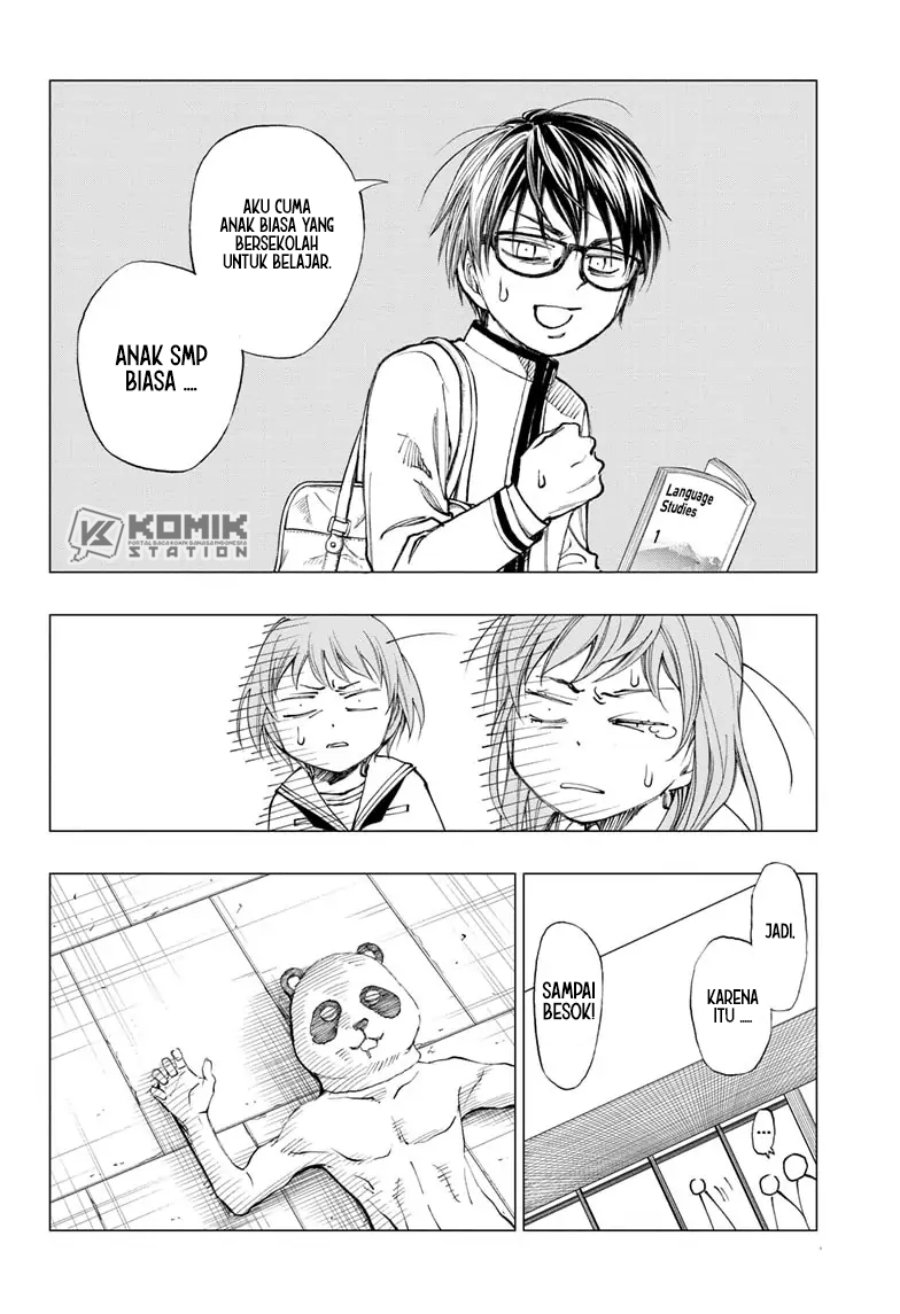 AKU CUMA
ANAK BIASA YANG
BERSEKOLAH
UNTUK BELAJAR.
ANAK SMP
BIASA ....
Language
Studies
1
KOMIK
STATION
JADI.
KARENA
ITU .....
SAMPAI
BESOK!
...